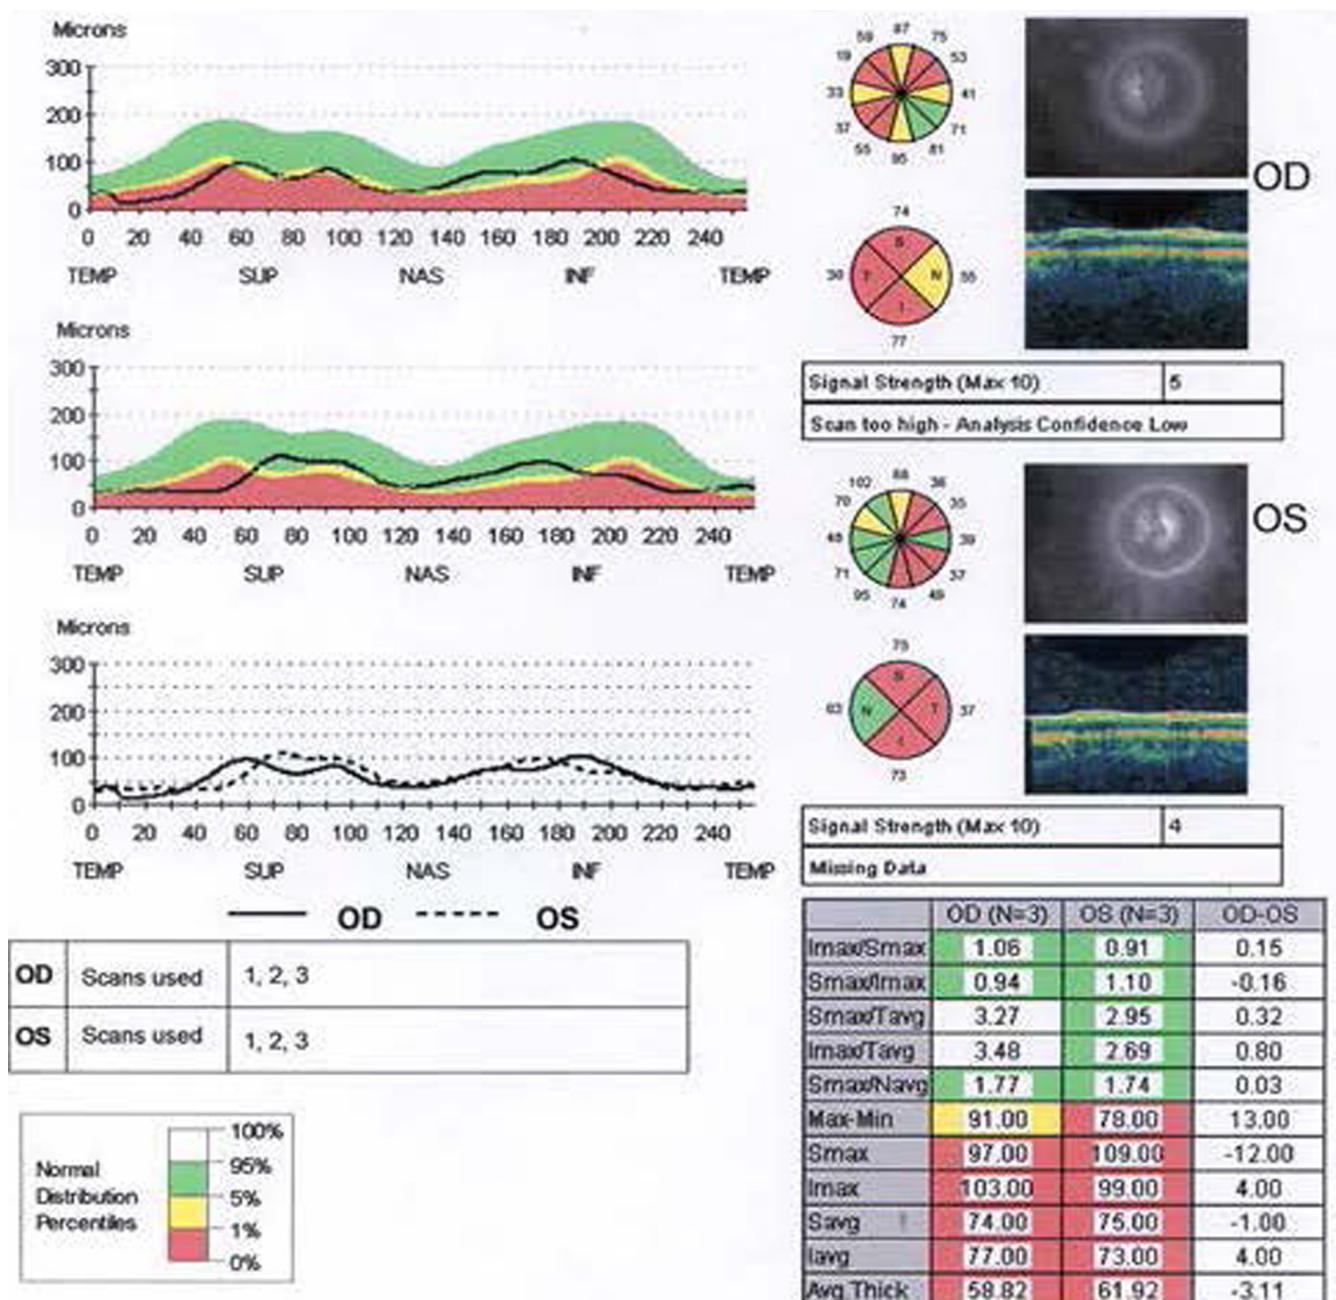 Microns
300
200
100
0
0 20 40 60 80 100 120 140 160 180 200 220 240
TEMP SUP NAS INF TEMP
87
59 75
19 53
33 41
37 71
55 81
95
OD
74
S
T N
55
I
77
Signal Strength (Max 10) 5
Scan too high - Analysis Confidence Low
Microns
300
200
100
0
0 20 40 60 80 100 120 140 160 180 200 220 240
TEMP SUP NAS INF TEMP
88
102 36
70 35
39
71 37
95 49
74
OS
75
S
63 N T 37
I
73
Signal Strength (Max 10) 4
Missing Data
Microns
300
200
100
0
0 20 40 60 80 100 120 140 160 180 200 220 240
TEMP SUP NAS INF TEMP
OD OS
OD Scans used 1, 2, 3
OS Scans used 1, 2, 3
Normal
Distribution
Percentiles
100%
95%
5%
1%
0%
OD (N=3) OS (N=3) OD-OS
Imax/Smax 1.06 0.91 0.15
Smax/Imax 0.94 1.10 -0.16
Smax/Tavg 3.27 2.95 0.32
Imax/Tavg 3.48 2.69 0.80
Smax/Navg 1.77 1.74 0.03
Max-Min 91.00 78.00 13.00
Smax 97.00 109.00 -12.00
Imax 103.00 99.00 4.00
Savg 74.00 75.00 -1.00
Iavg 77.00 73.00 4.00
Avg.Thick 58.82 61.92 -3.11